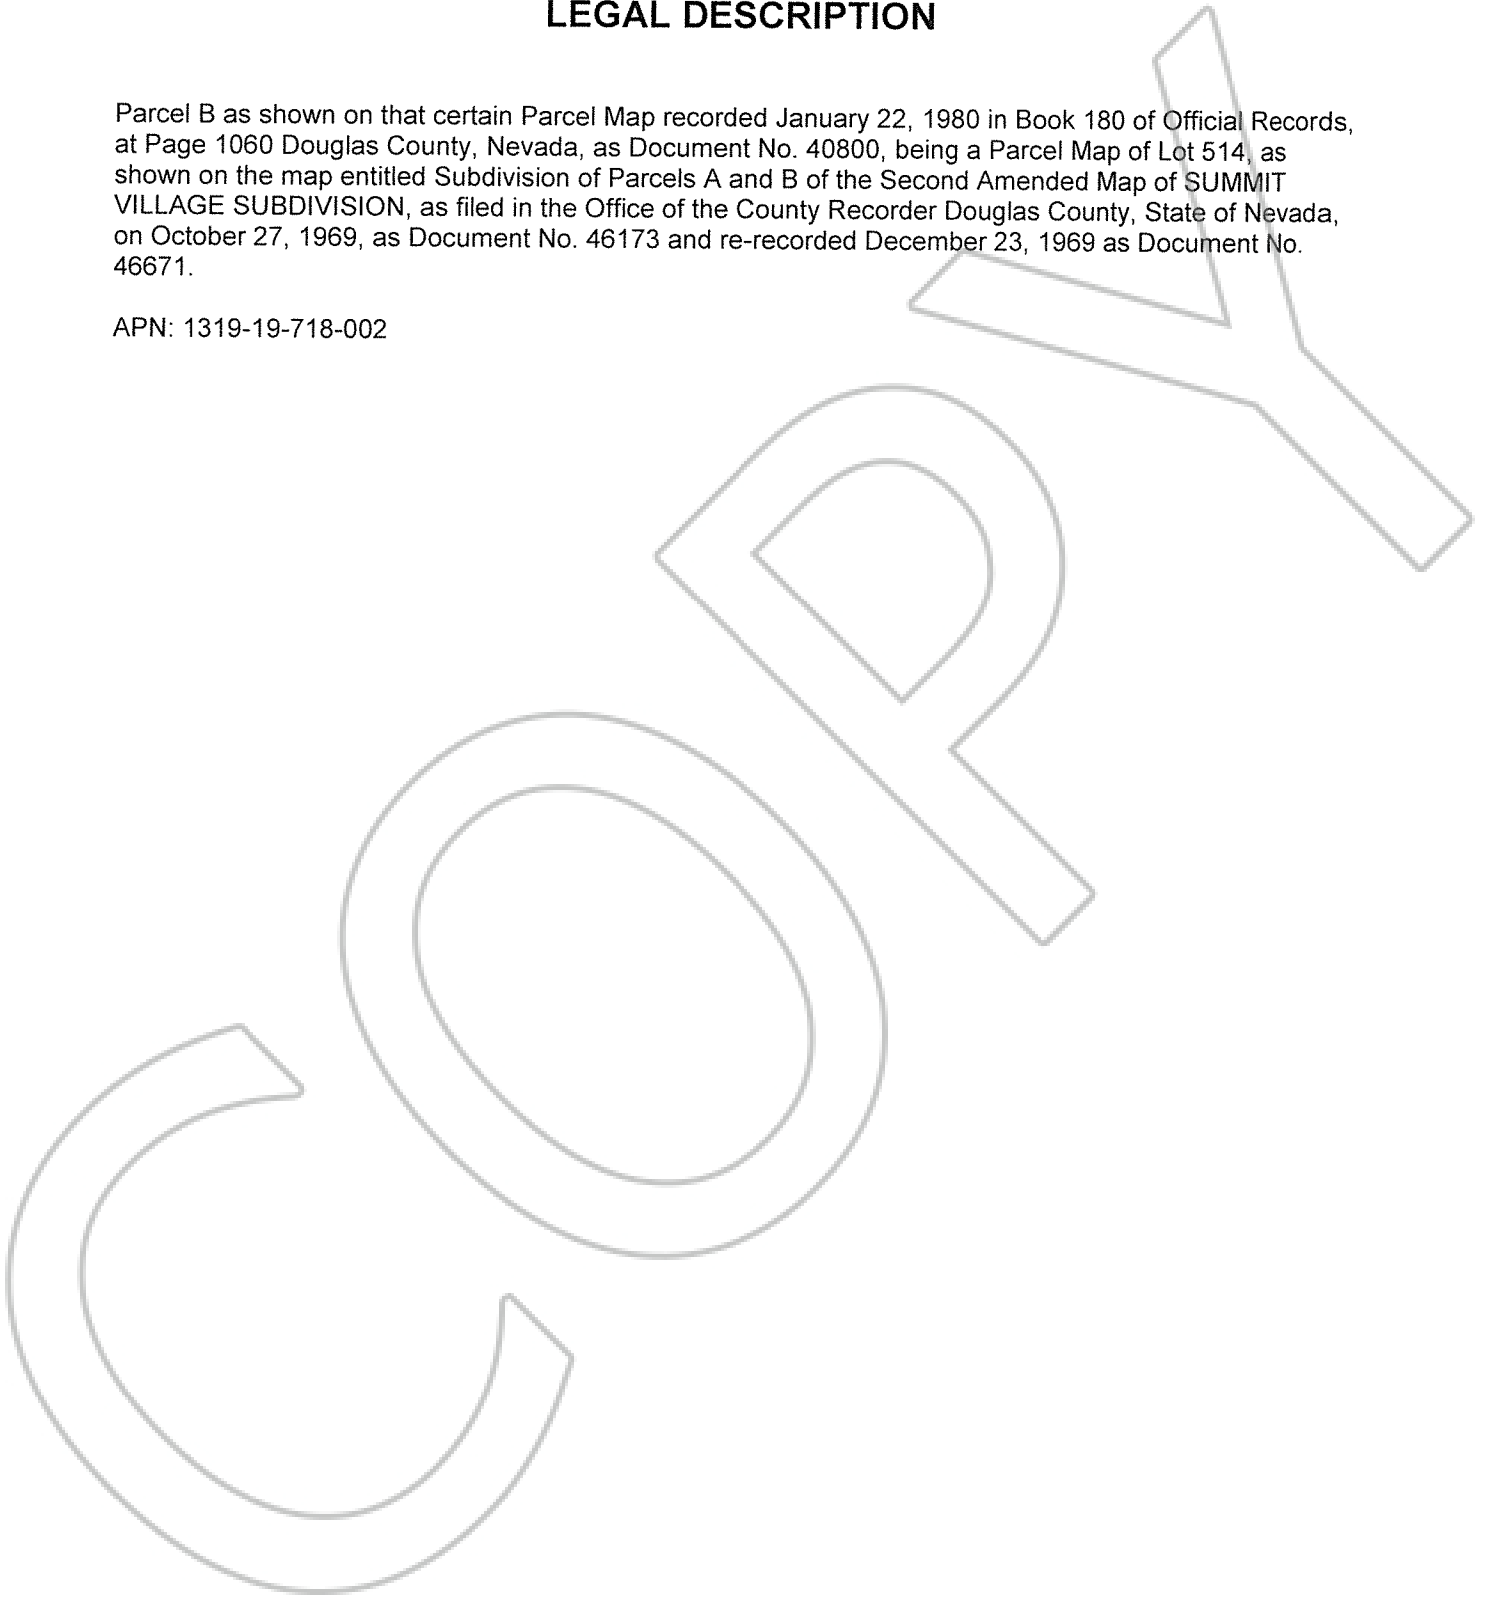 LEGAL DESCRIPTION
Parcel B as shown on that certain Parcel Map recorded January 22, 1980 in Book 180 of Official Records,
at Page 1060 Douglas County, Nevada, as Document No. 40800, being a Parcel Map of Lot 514, as
shown on the map entitled Subdivision of Parcels A and B of the Second Amended Map of SUMMIT
VILLAGE SUBDIVISION, as filed in the Office of the County Recorder Douglas County, State of Nevada,
on October 27, 1969, as Document No. 46173 and re-recorded December 23, 1969 as Document No.
46671.
APN: 1319-19-718-002
COPY